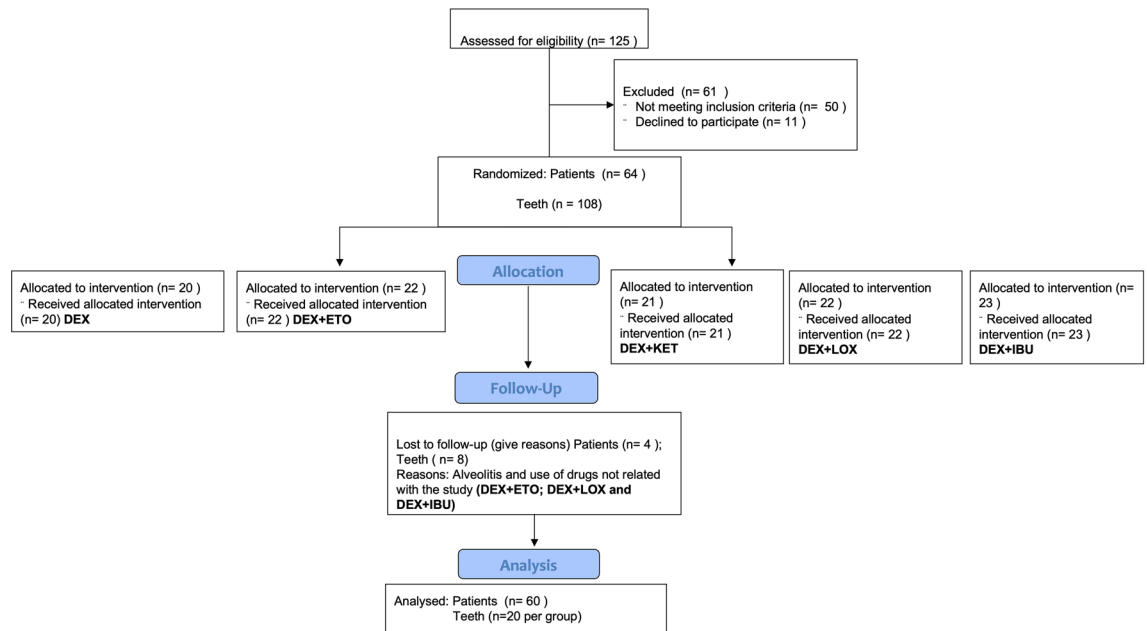 Assessed for eligibility (n= 125 )
Excluded (n= 61 )
¨ Not meeting inclusion criteria (n= 50 )
¨ Declined to participate (n= 11 )
Randomized: Patients (n= 64 )
Teeth (n = 108)
Allocation
Allocated to intervention (n= 20 )
¨ Received allocated intervention
(n= 20) DEX
Allocated to intervention (n= 22 )
¨ Received allocated intervention
(n= 22 ) DEX+ETO
Allocated to intervention
(n= 21 )
¨ Received allocated
intervention (n= 21 )
DEX+KET
Allocated to intervention
(n= 22 )
¨ Received allocated
intervention (n= 22 )
DEX+LOX
Allocated to intervention (n=
23 )
¨ Received allocated
intervention (n= 23 )
DEX+IBU
Follow-Up
Lost to follow-up (give reasons) Patients (n= 4 );
Teeth ( n= 8)
Reasons: Alveolitis and use of drugs not related
with the study (DEX+ETO; DEX+LOX and
DEX+IBU)
Analysis
Analysed: Patients (n= 60 )
Teeth (n=20 per group)